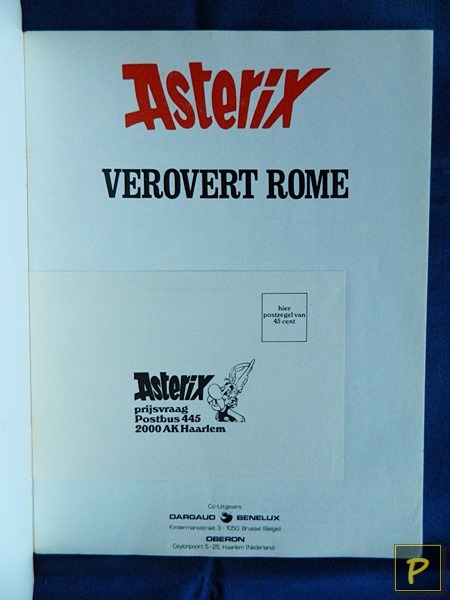 Asterix
VEROVERT ROME
hier
postzegel van
45 cent
Asterix
prijsvraag
Postbus 445
2000 AK Haarlem
Co-Uitgevers
DARGAUD BENELUX
Kindermansstraat 3 - 1050 Brussel (België)
OBERON
Ceylonpoort 5-25, Haarlem (Nederland)
P